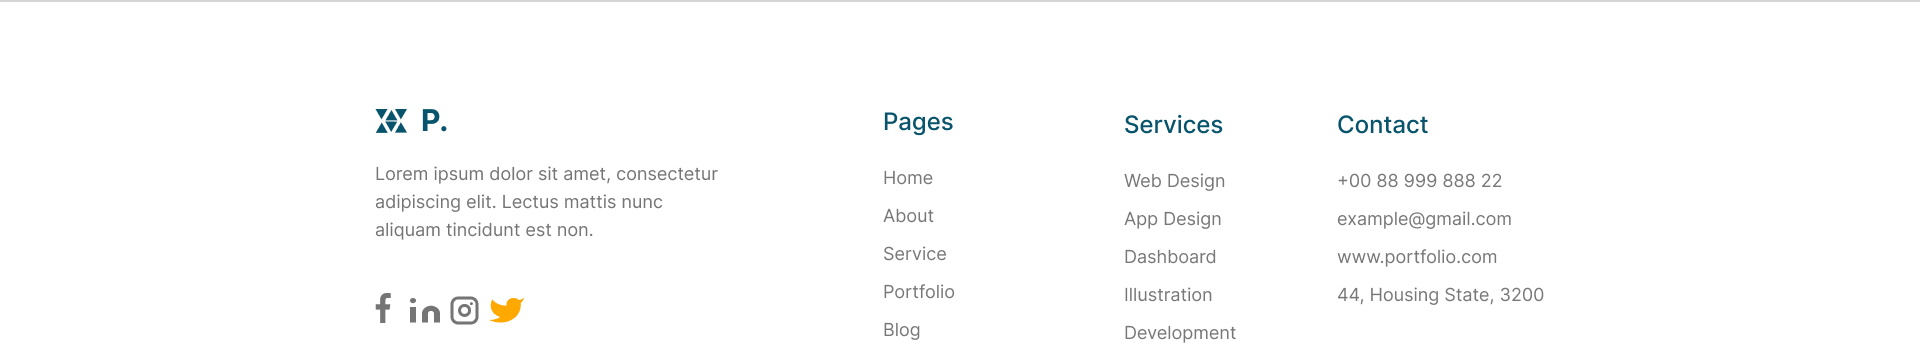 P.
Lorem ipsum dolor sit amet, consectetur
adipiscing elit. Lectus mattis nunc
aliquam tincidunt est non.
Pages
Home
About
Service
Portfolio
Blog
Services
Web Design
App Design
Dashboard
Illustration
Development
Contact
+00 88 999 888 22
example@gmail.com
www.portfolio.com
44, Housing State, 3200